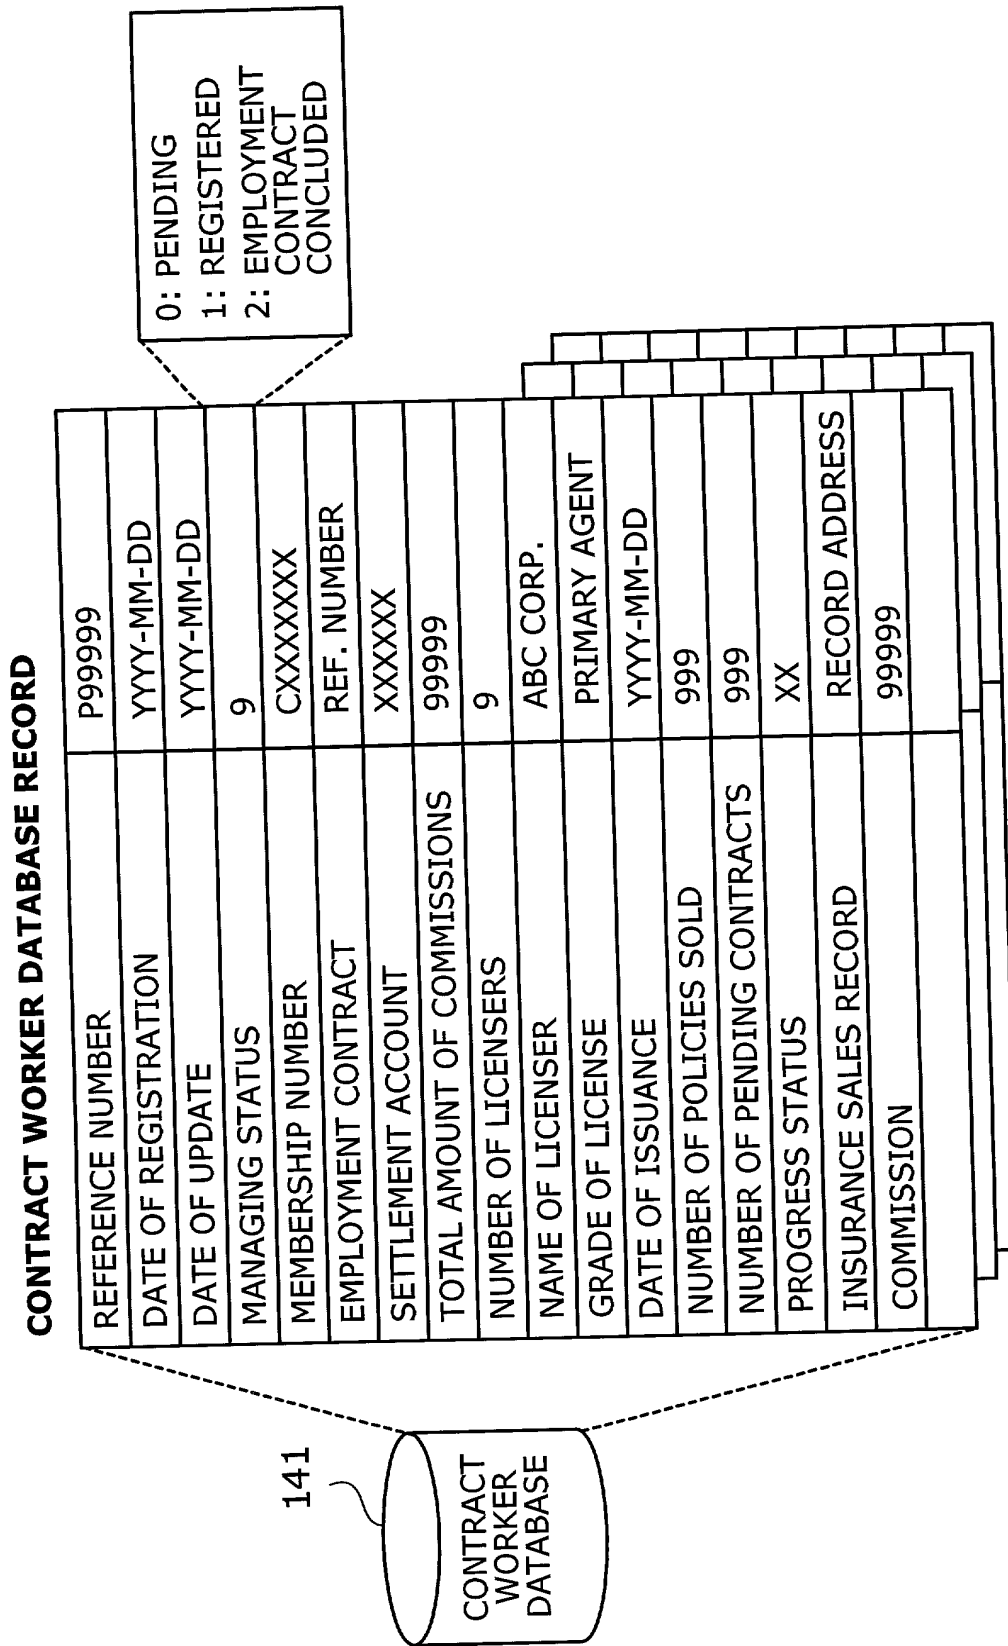 CONTRACT WORKER DATABASE RECORD
141
CONTRACT
WORKER
DATABASE
REFERENCE NUMBER P99999
DATE OF REGISTRATION YYYY-MM-DD
DATE OF UPDATE YYYY-MM-DD
MANAGING STATUS 9
MEMBERSHIP NUMBER CXXXXXXX
EMPLOYMENT CONTRACT REF. NUMBER
SETTLEMENT ACCOUNT XXXXXX
TOTAL AMOUNT OF COMMISSIONS 99999
NUMBER OF LICENSERS 9
NAME OF LICENSER ABC CORP.
GRADE OF LICENSE PRIMARY AGENT
DATE OF ISSUANCE YYYY-MM-DD
NUMBER OF POLICIES SOLD 999
NUMBER OF PENDING CONTRACTS 999
PROGRESS STATUS XX
INSURANCE SALES RECORD RECORD ADDRESS
COMMISSION 99999
0: PENDING
1: REGISTERED
2: EMPLOYMENT
CONTRACT
CONCLUDED